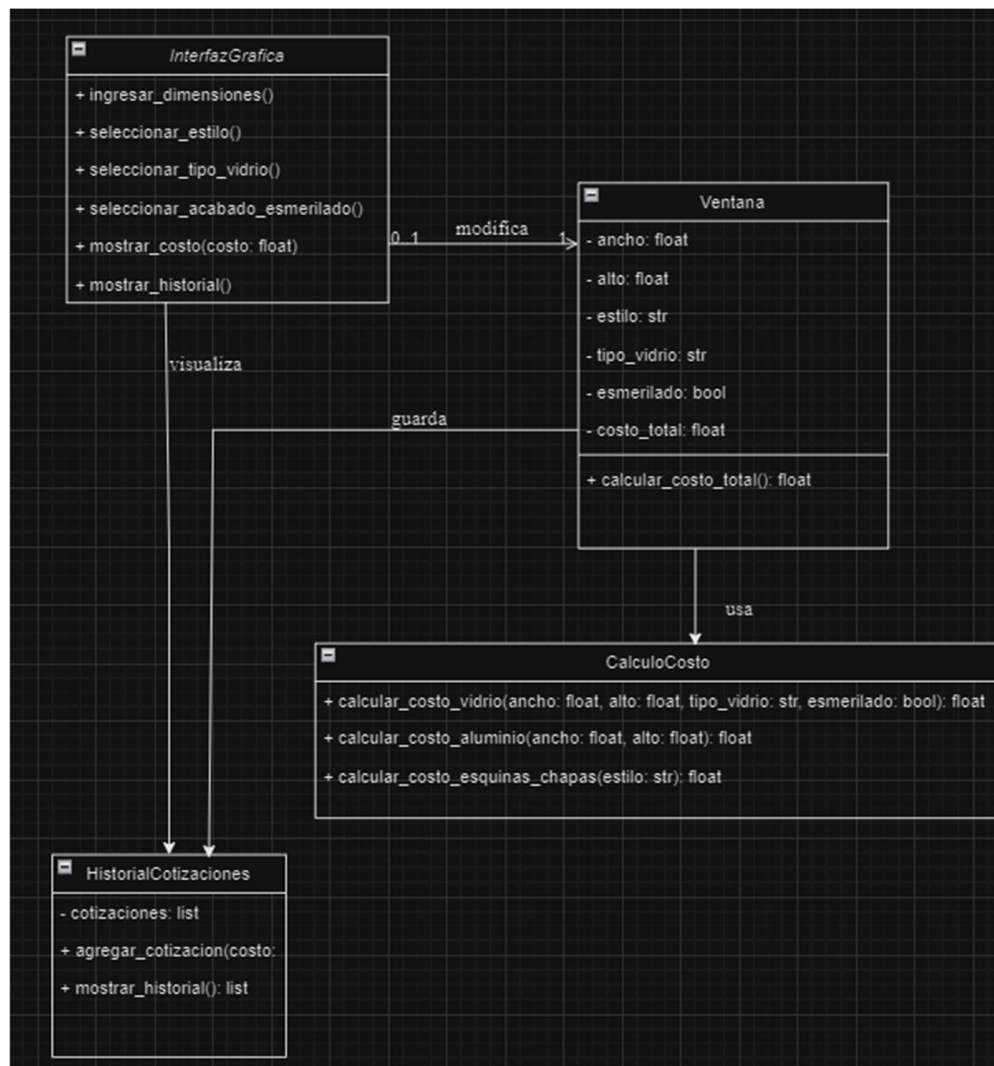 InterfazGrafica
+ ingresar_dimensiones()
+ seleccionar_estilo()
+ seleccionar_tipo_vidrio()
+ seleccionar_acabado_esmerilado()
+ mostrar_costo(costo: float)
+ mostrar_historial()
0..1
modifica
1
Ventana
- ancho: float
- alto: float
- estilo: str
- tipo_vidrio: str
- esmerilado: bool
- costo_total: float
+ calcular_costo_total(): float
visualiza
guarda
usa
CalculoCosto
+ calcular_costo_vidrio(ancho: float, alto: float, tipo_vidrio: str, esmerilado: bool): float
+ calcular_costo_aluminio(ancho: float, alto: float): float
+ calcular_costo_esquinas_chapas(estilo: str): float
HistorialCotizaciones
- cotizaciones: list
+ agregar_cotizacion(costo:
+ mostrar_historial(): list